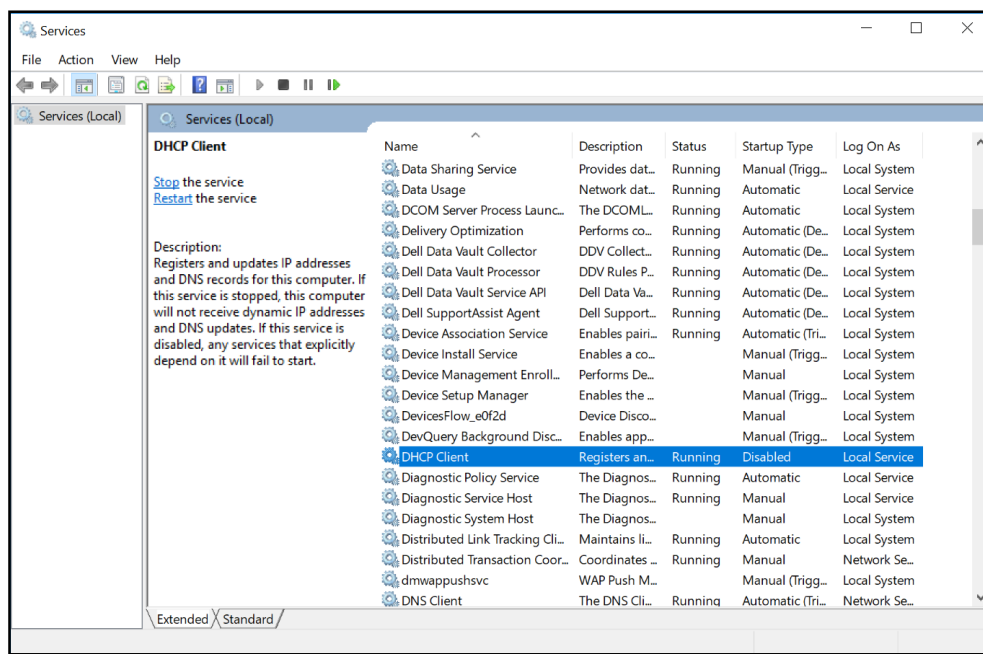 Services
File Action View Help
Services (Local)
Services (Local)
DHCP Client
Stop the service
Restart the service
Description:
Registers and updates IP addresses
and DNS records for this computer. If
this service is stopped, this computer
will not receive dynamic IP addresses
and DNS updates. If this service is
disabled, any services that explicitly
depend on it will fail to start.
Name Description Status Startup Type Log On As
Data Sharing Service Provides dat... Running Manual (Trigg... Local System
Data Usage Network dat... Running Automatic Local Service
DCOM Server Process Launc... The DCOML... Running Automatic Local System
Delivery Optimization Performs co... Running Automatic (De... Local System
Dell Data Vault Collector DDV Collect... Running Automatic (De... Local System
Dell Data Vault Processor DDV Rules P... Running Automatic (De... Local System
Dell Data Vault Service API Dell Data Va... Running Automatic (De... Local System
Dell SupportAssist Agent Dell Support... Running Automatic (De... Local System
Device Association Service Enables pairi... Running Automatic (Tri... Local System
Device Install Service Enables a co... Manual (Trigg... Local System
Device Management Enroll... Performs De... Manual Local System
Device Setup Manager Enables the ... Manual (Trigg... Local System
DevicesFlow_e0f2d Device Disco... Manual Local System
DevQuery Background Disc... Enables app... Manual (Trigg... Local System
DHCP Client Registers an... Running Disabled Local Service
Diagnostic Policy Service The Diagnos... Running Automatic Local Service
Diagnostic Service Host The Diagnos... Running Manual Local Service
Diagnostic System Host The Diagnos... Manual Local System
Distributed Link Tracking Cli... Maintains li... Running Automatic Local System
Distributed Transaction Coor... Coordinates ... Running Manual Network Se...
dmwappushsvc WAP Push M... Manual (Trigg... Local System
DNS Client The DNS Cli... Running Automatic (Tri... Network Se...
Extended Standard